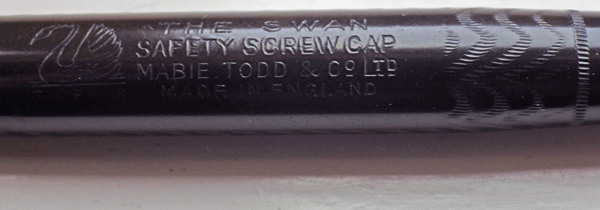 THE SWAN
SAFETY SCREW CAP
MABIE. TODD & Co LTD
MADE IN ENGLAND